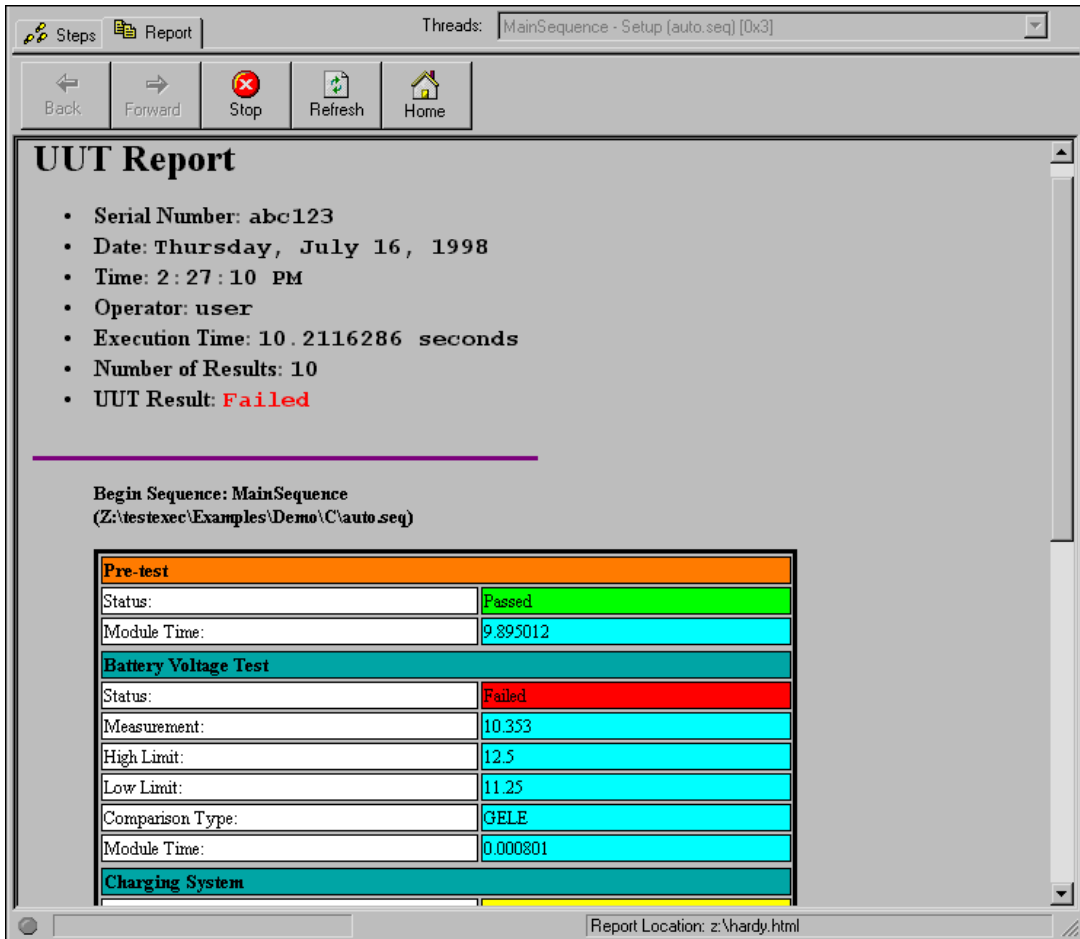 Steps
Report
Threads: MainSequence - Setup (auto.seq) [0x3]
Back
Forward
Stop
Refresh
Home
UUT Report
• Serial Number: abc123
• Date: Thursday, July 16, 1998
• Time: 2:27:10 PM
• Operator: user
• Execution Time: 10.2116286 seconds
• Number of Results: 10
• UUT Result: Failed
Begin Sequence: MainSequence
(Z:\testexec\Examples\Demo\C\auto.seq)
Pre-test
Status: Passed
Module Time: 9.895012
Battery Voltage Test
Status: Failed
Measurement: 10.353
High Limit: 12.5
Low Limit: 11.25
Comparison Type: GELE
Module Time: 0.000801
Charging System
Report Location: z:\hardy.html